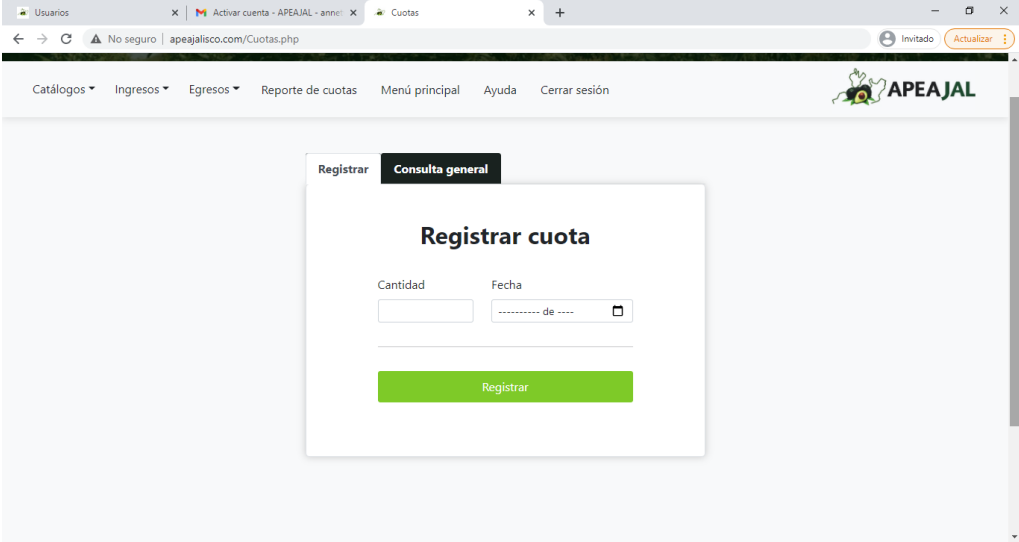 Usuarios
Activar cuenta - APEAJAL - anne
Cuotas
No seguro | apeajalisco.com/Cuotas.php
Invitado
Actualizar
Catálogos Ingresos Egresos Reporte de cuotas Menú principal Ayuda Cerrar sesión
APEAJAL
Registrar Consulta general
Registrar cuota
Cantidad Fecha
---------- de ----
Registrar